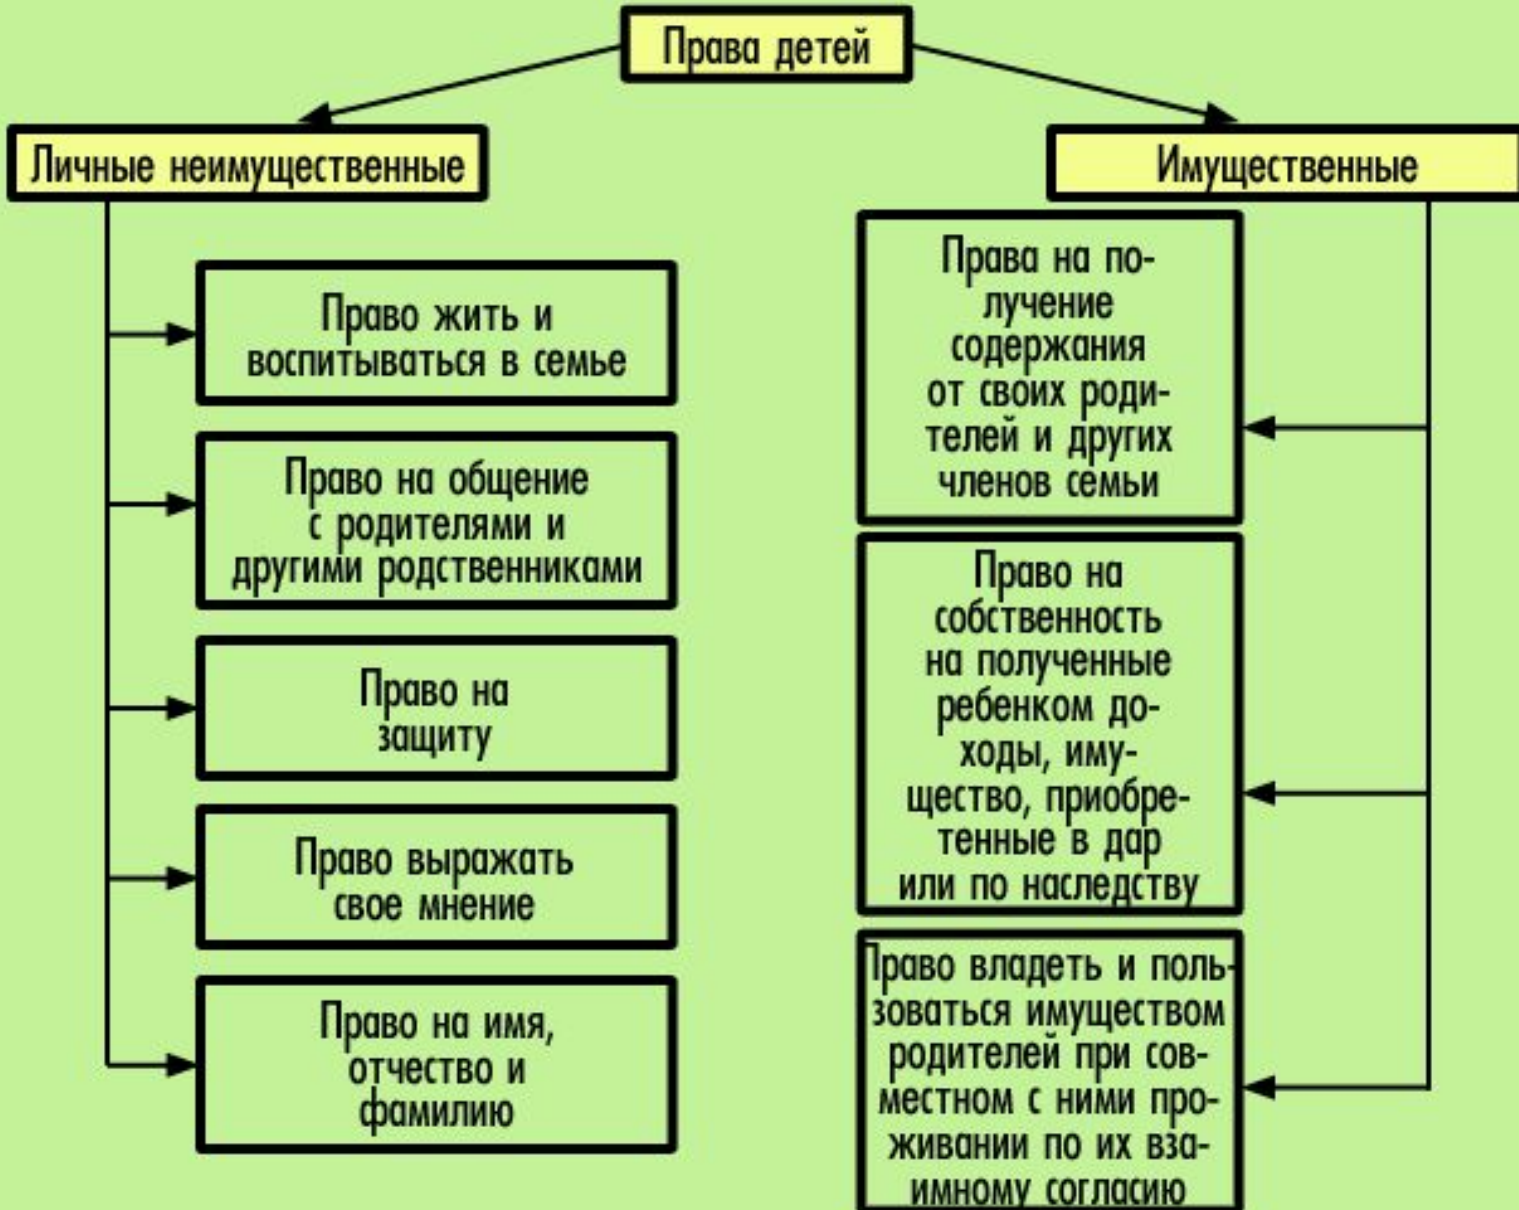 Права детей
Личные неимущественные
Право жить и
воспитываться в семье
Право на общение
с родителями и
другими родственниками
Право на
защиту
Право выражать
свое мнение
Право на имя,
отчество и
фамилию
Имущественные
Права на по-
лучение
содержания
от своих роди-
телей и других
членов семьи
Право на
собственность
на полученные
ребенком до-
ходы, иму-
щество, приобре-
тенные в дар
или по наследству
Право владеть и поль-
зоваться имуществом
родителей при сов-
местном с ними про-
живании по их вза-
имному согласию